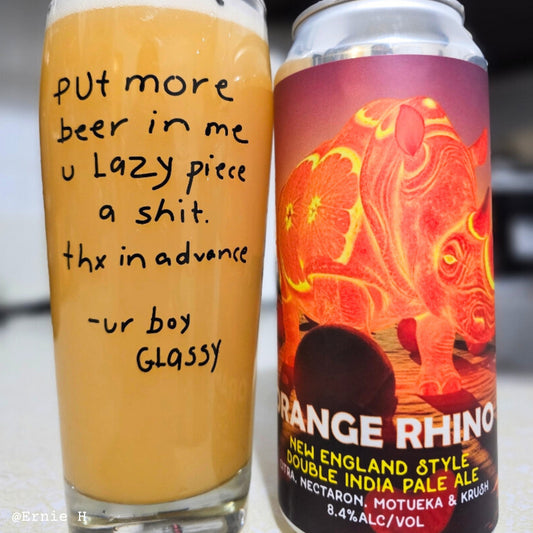 PUt more
beer in me
u LaZy piece
a shit.
thx in advance
-ur boy
GLaSSY
ORANGE RHINO
NEW ENGLAND STYLE
DOUBLE INDIA PALE ALE
NECTARON, MOTUEKA & KRUSH
8.4%ALC/VOL
@Ernie H